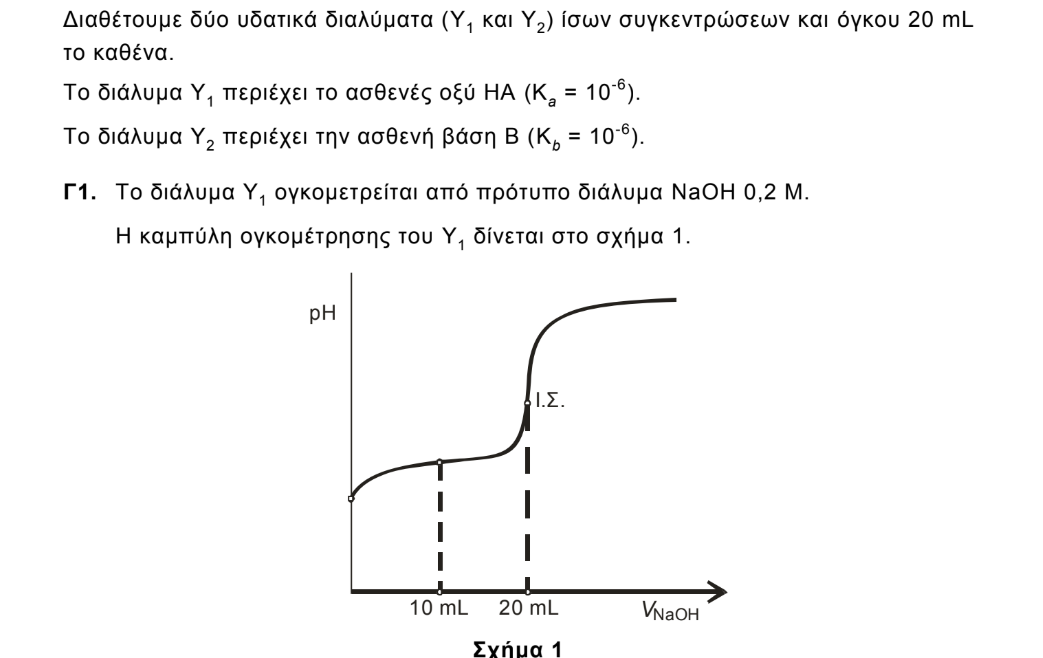 Διαθέτουμε δύο υδατικά διαλύματα (Υ₁ και Υ₂) ίσων συγκεντρώσεων και όγκου 20 mL
το καθένα.
Το διάλυμα Υ₁ περιέχει το ασθενές οξύ ΗΑ (Kₐ = 10⁻⁶).
Το διάλυμα Υ₂ περιέχει την ασθενή βάση Β (K_b = 10⁻⁶).
Γ1. Το διάλυμα Υ₁ ογκομετρείται από πρότυπο διάλυμα NaOH 0,2 M.
Η καμπύλη ογκομέτρησης του Υ₁ δίνεται στο σχήμα 1.
pH
Ι.Σ.
10 mL 20 mL V_NaOH
Σχήμα 1